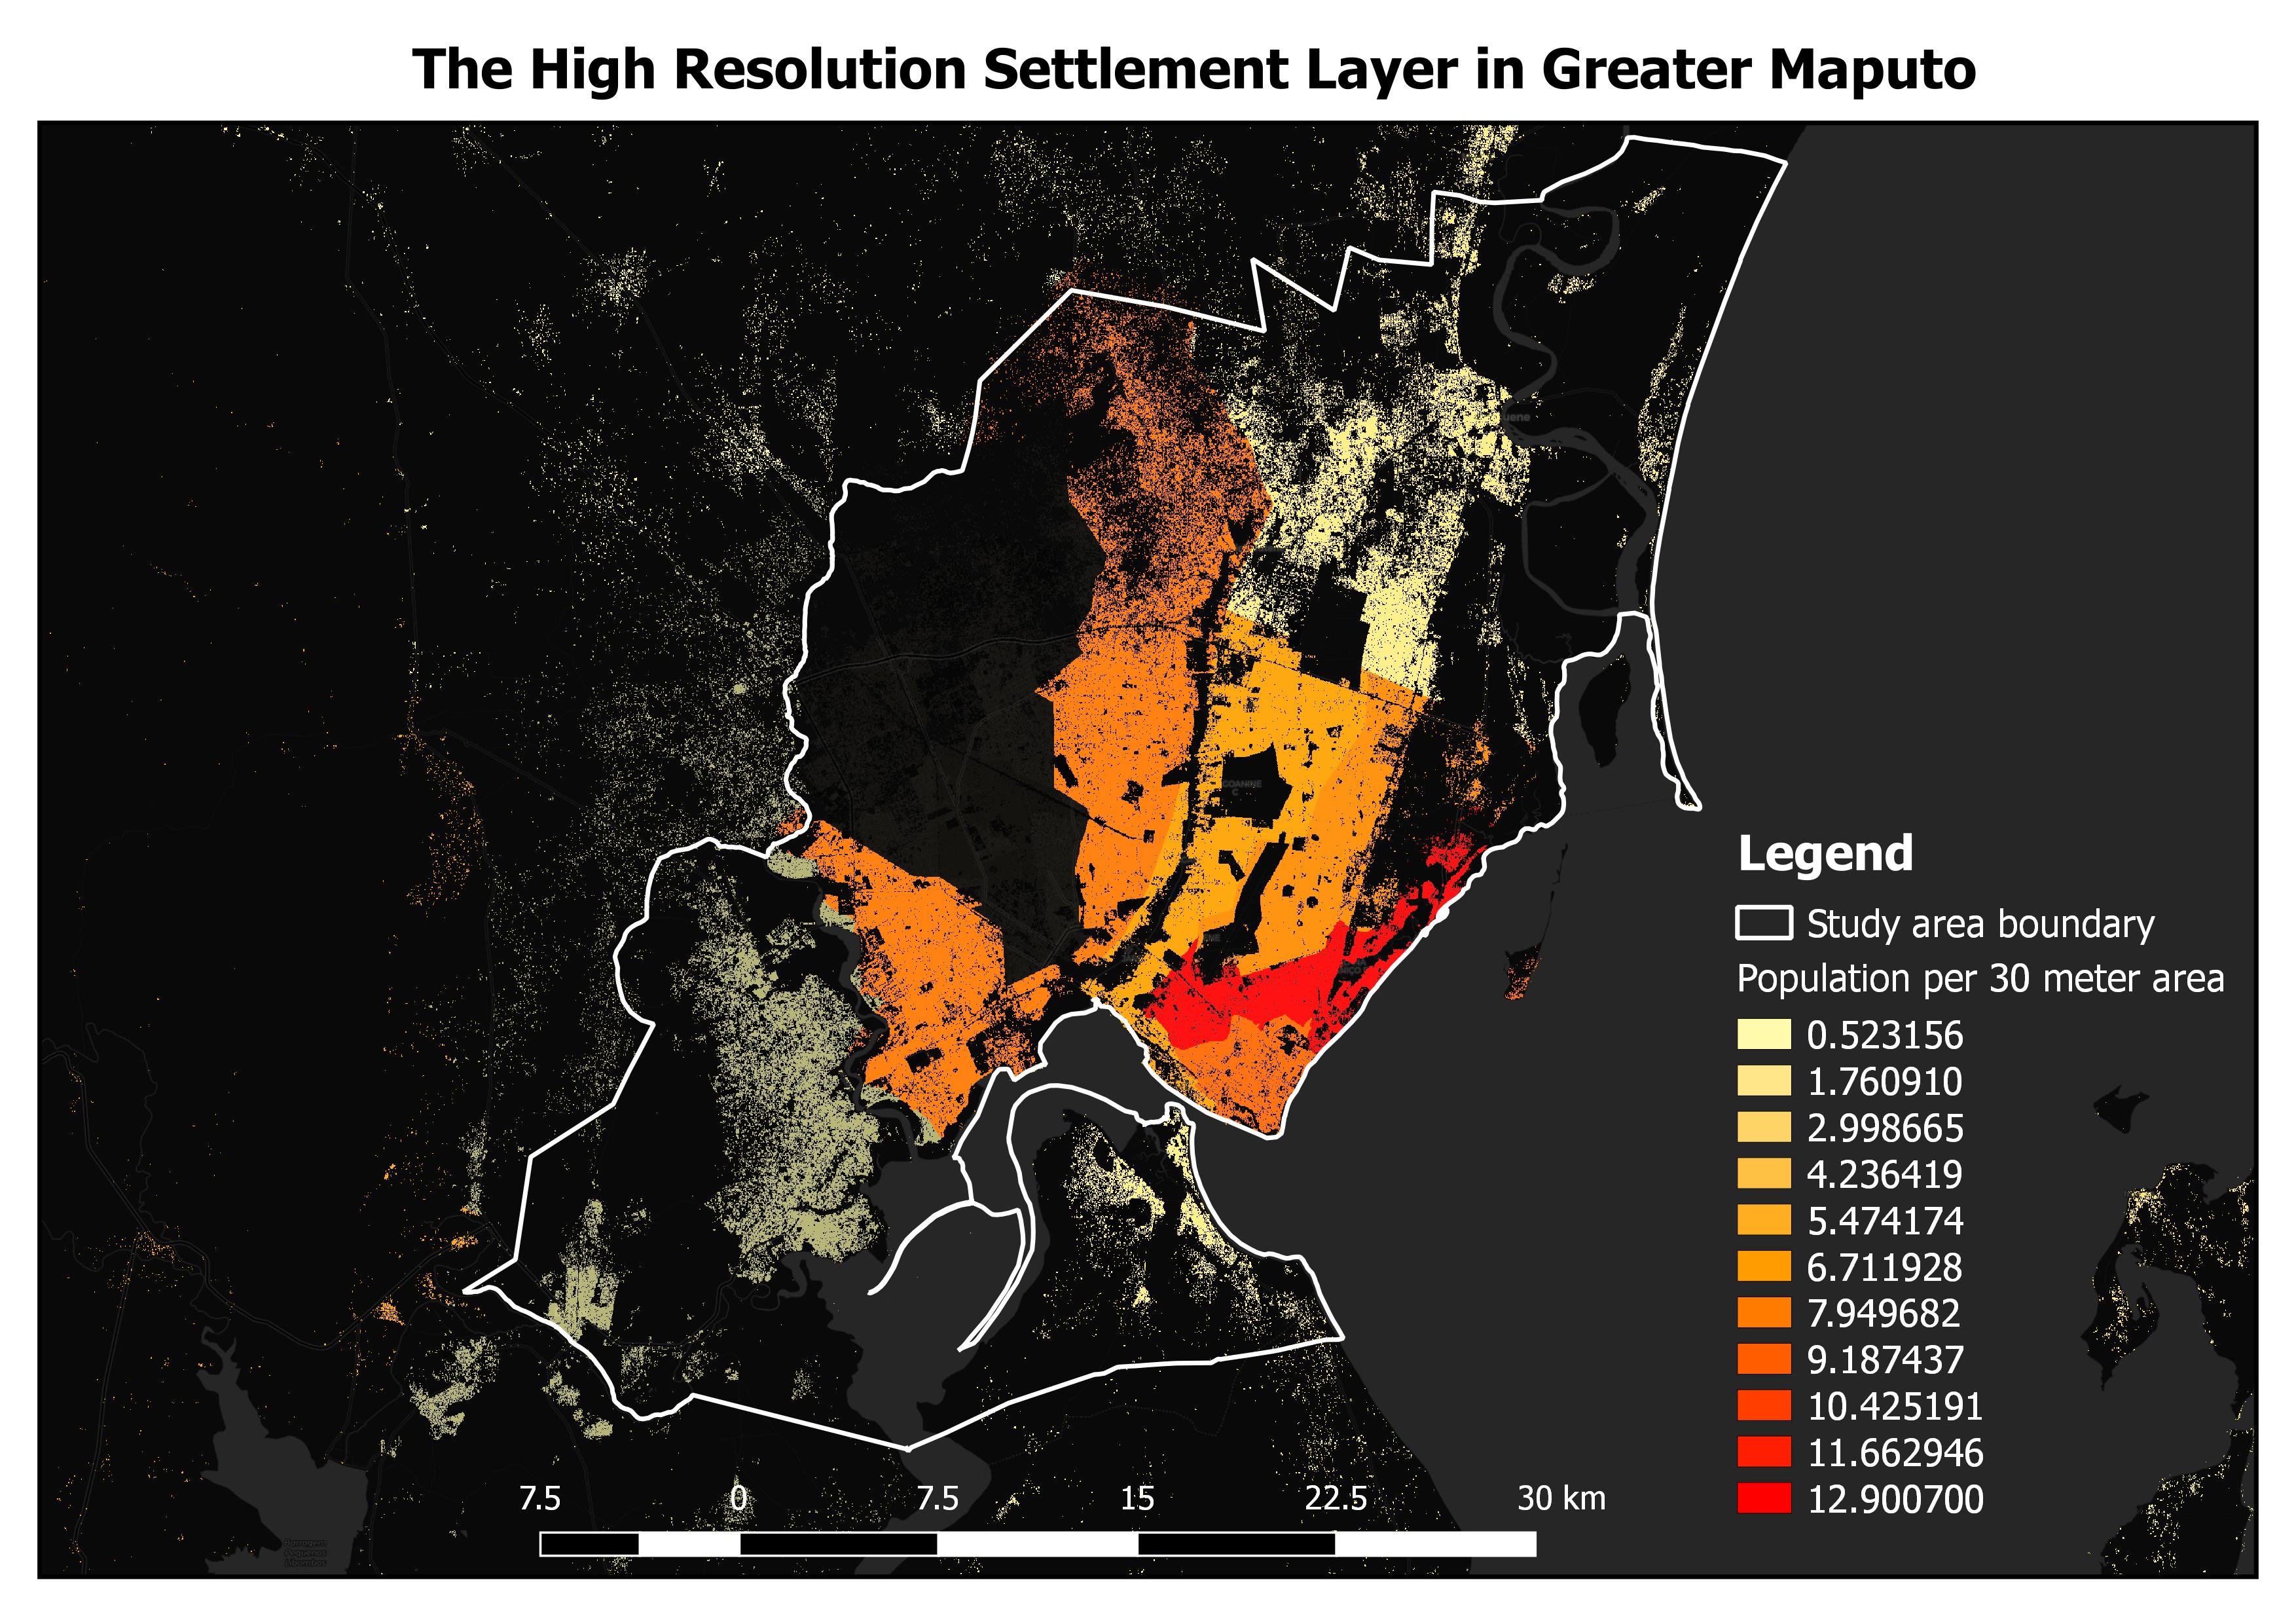 The High Resolution Settlement Layer in Greater Maputo
Legend
Study area boundary
Population per 30 meter area
0.523156
1.760910
2.998665
4.236419
5.474174
6.711928
7.949682
9.187437
10.425191
11.662946
12.900700
7.5 0 7.5 15 22.5 30 km